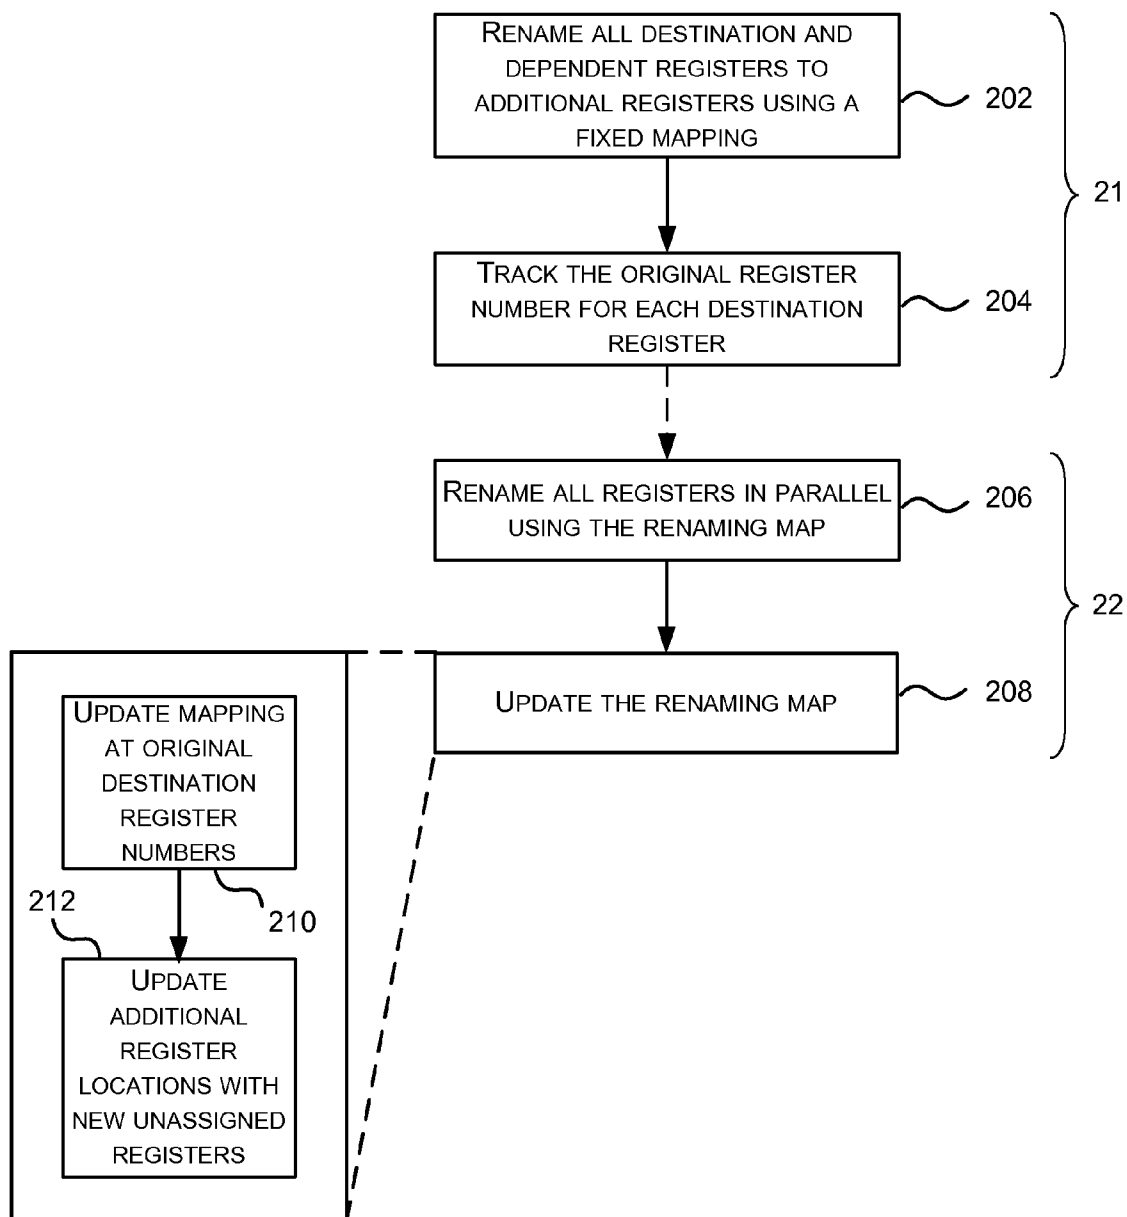 RENAME ALL DESTINATION AND
DEPENDENT REGISTERS TO
ADDITIONAL REGISTERS USING A
FIXED MAPPING
202
21
TRACK THE ORIGINAL REGISTER
NUMBER FOR EACH DESTINATION
REGISTER
204
RENAME ALL REGISTERS IN PARALLEL
USING THE RENAMING MAP
206
22
UPDATE THE RENAMING MAP
208
UPDATE MAPPING
AT ORIGINAL
DESTINATION
REGISTER
NUMBERS
210
212
UPDATE
ADDITIONAL
REGISTER
LOCATIONS WITH
NEW UNASSIGNED
REGISTERS